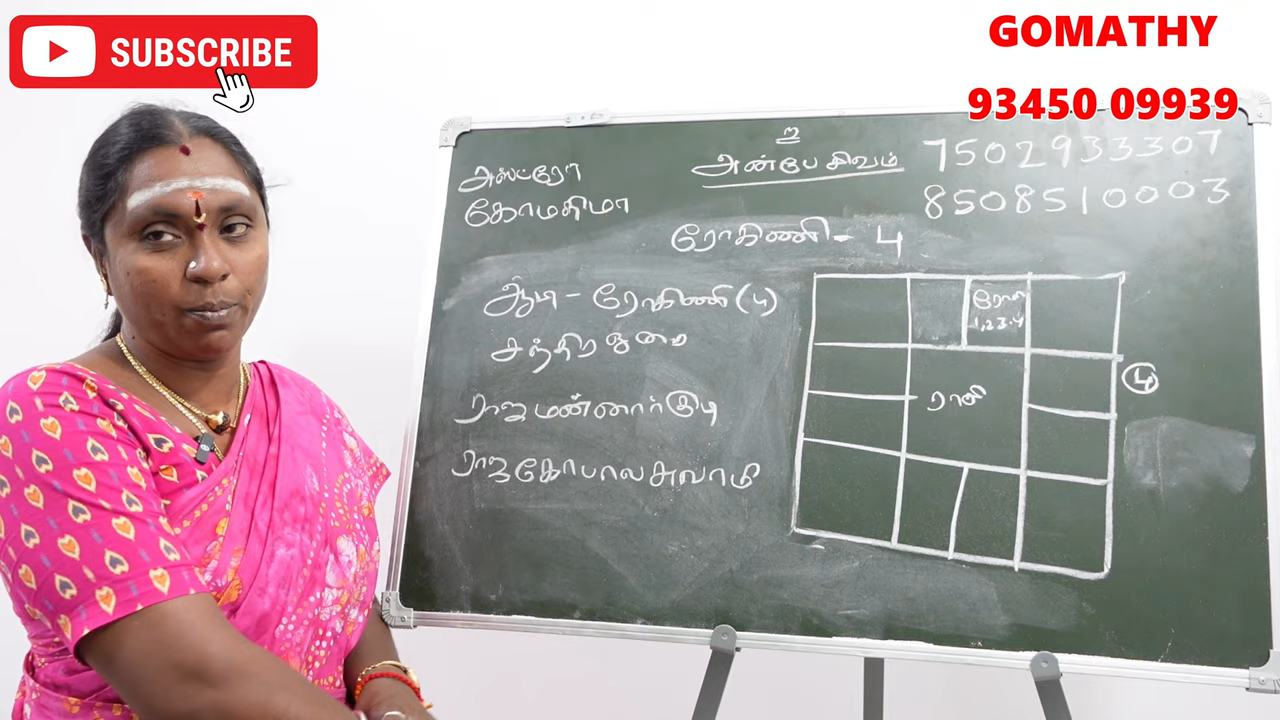 SUBSCRIBE
GOMATHY
93450 09939
உ
அன்பே சிவம்
அஸ்ட்ரோ
கோமதிமா
7502933307
8508510003
ரோகிணி - 4
ஆடி - ரோகிணி (4)
ராஜமன்னார்குடி
ராஜகோபாலசுவாமி
ரோகி
1,2,3,4
ராசி
4